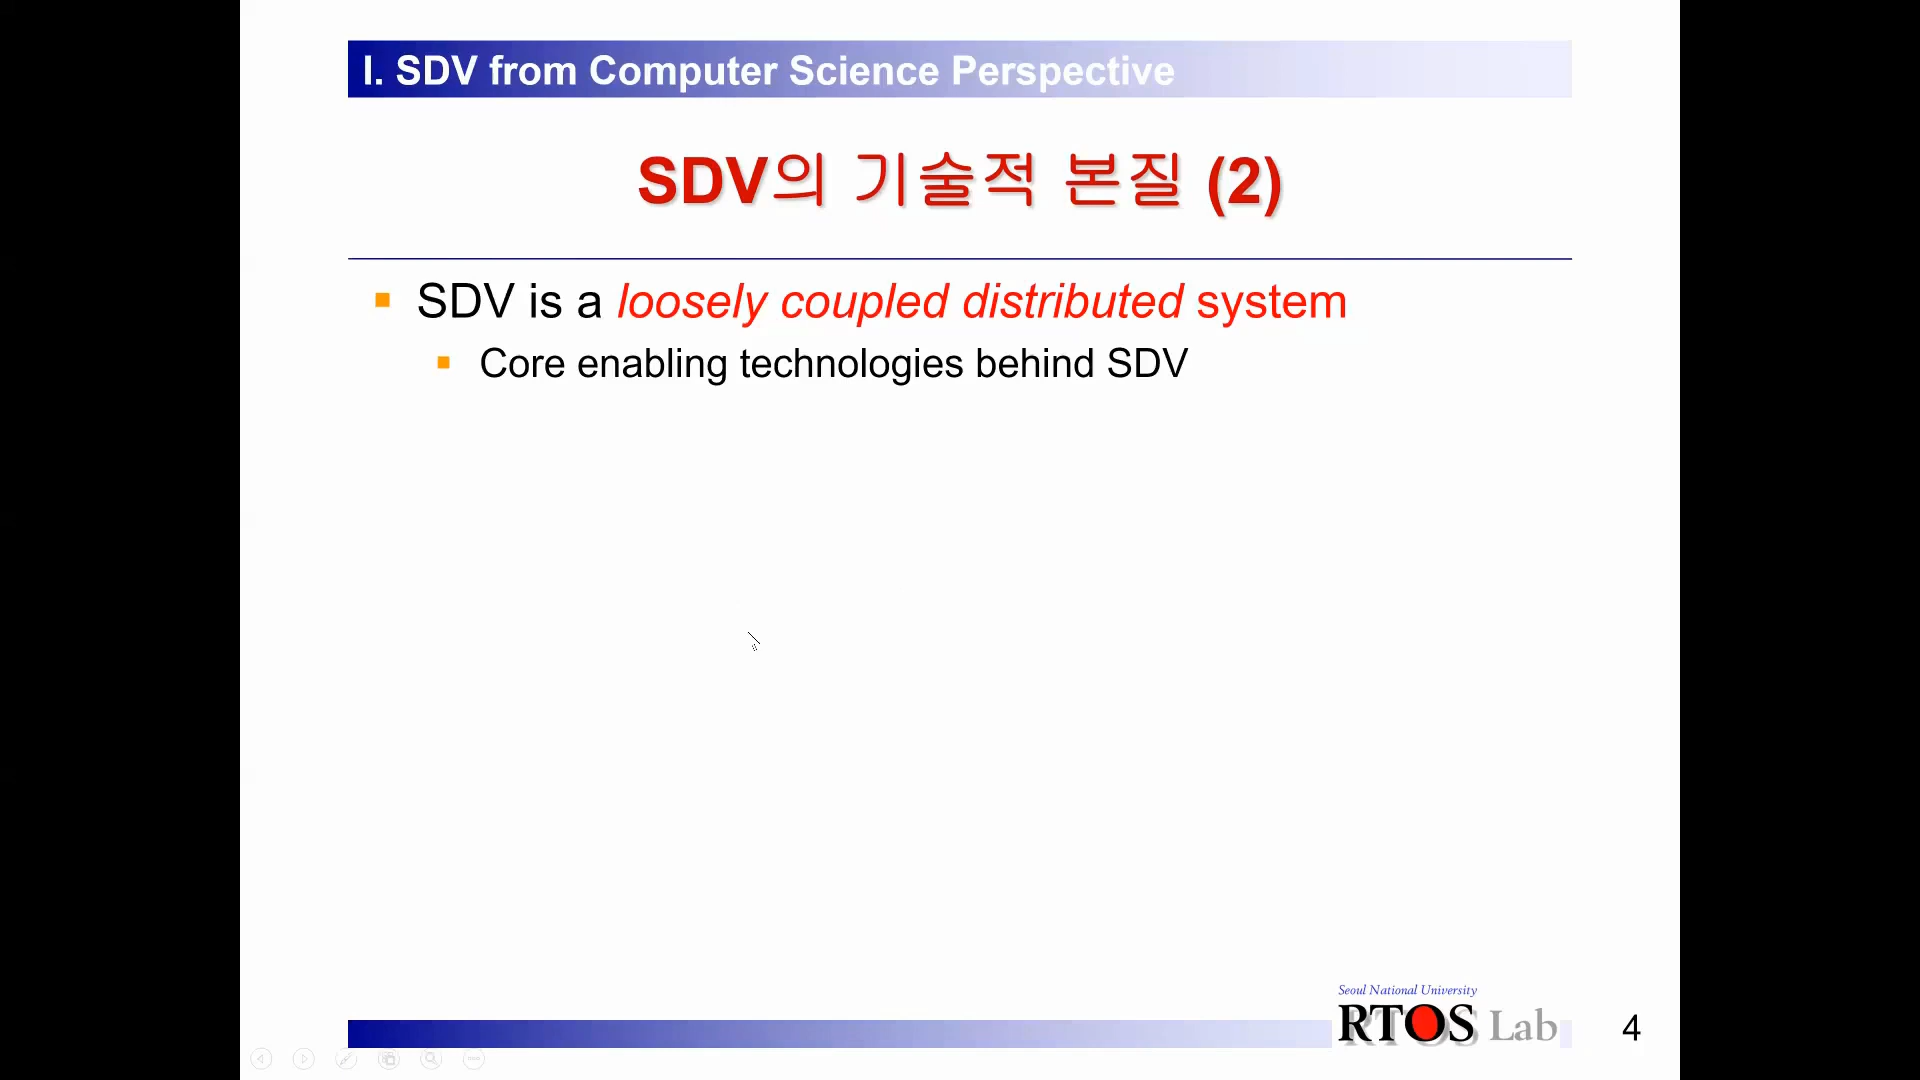 I. SDV from Computer Science Perspective
SDV의 기술적 본질 (2)
SDV is a loosely coupled distributed system
Core enabling technologies behind SDV
Seoul National University
RTOS Lab
4